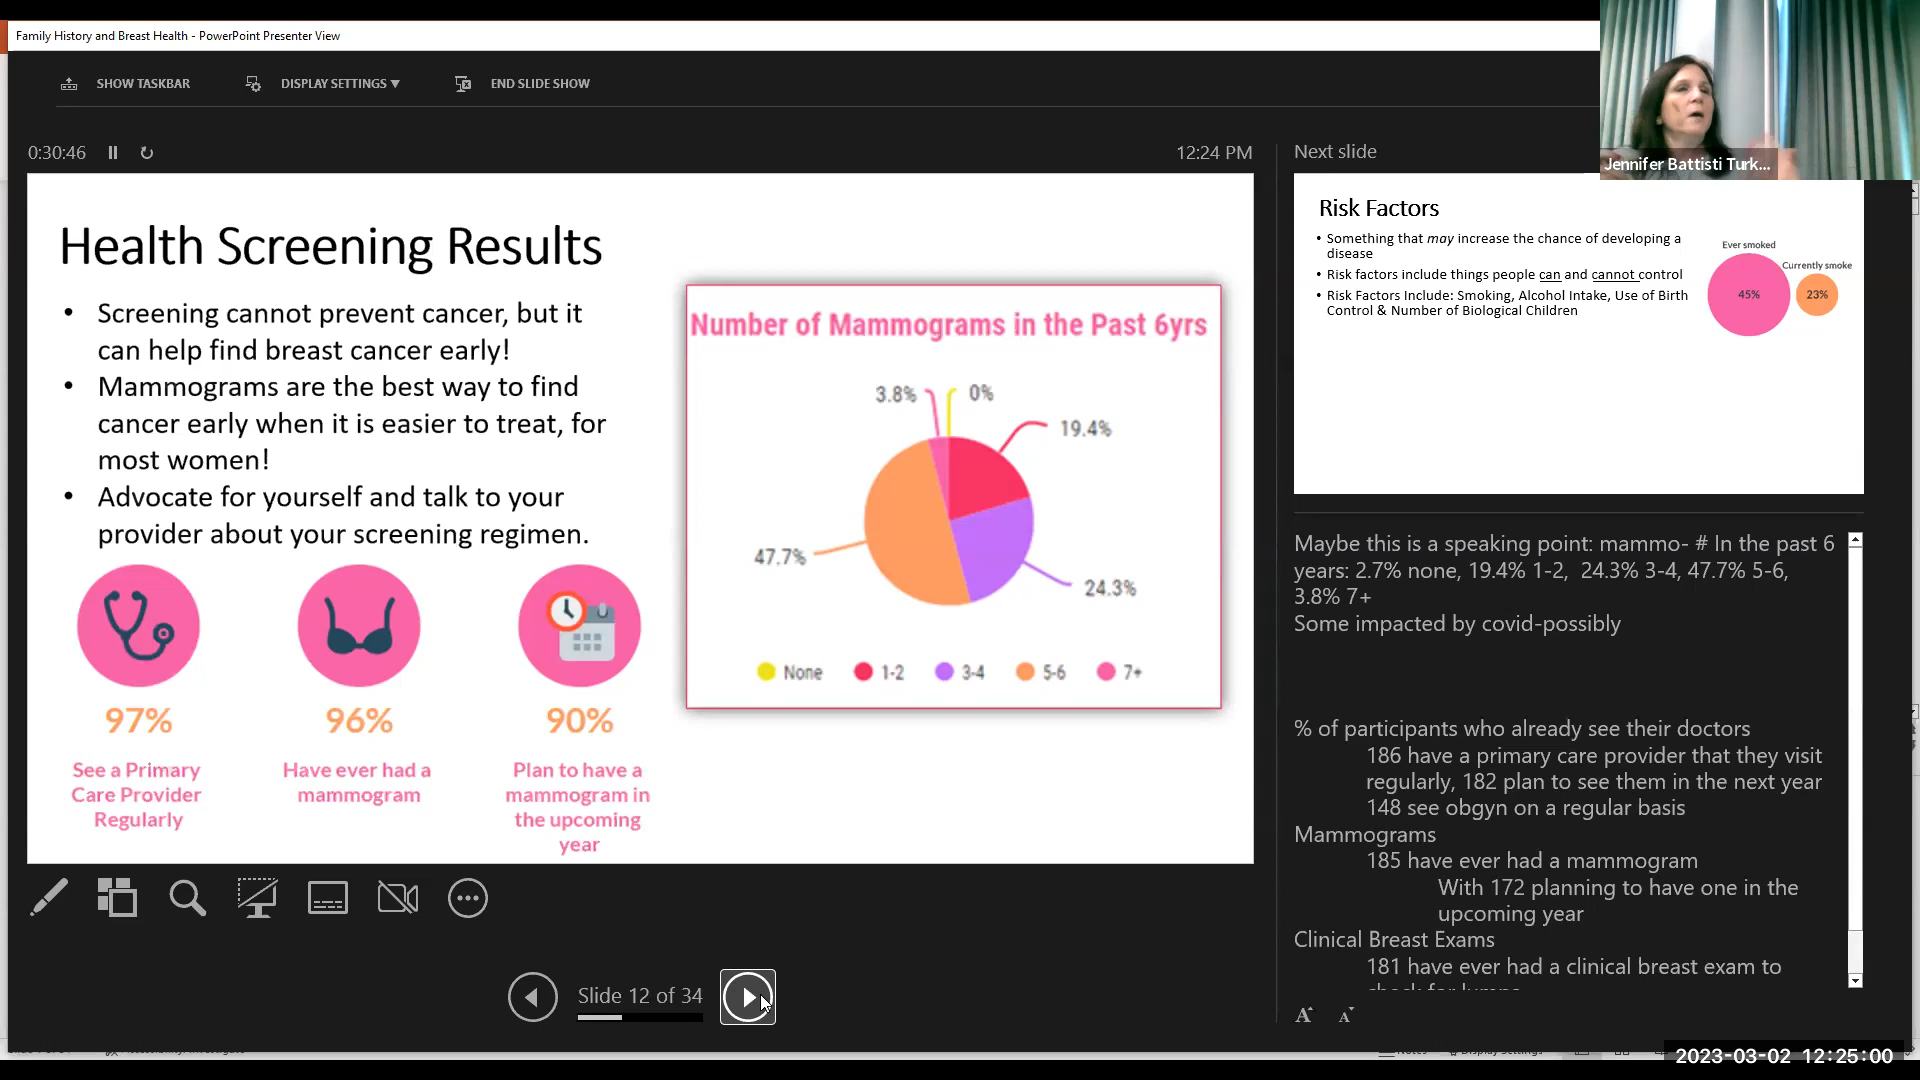 Family History and Breast Health - PowerPoint Presenter View
SHOW TASKBAR
DISPLAY SETTINGS ▾
END SLIDE SHOW
0:30:46
12:24 PM
Health Screening Results
• Screening cannot prevent cancer, but it
can help find breast cancer early!
• Mammograms are the best way to find
cancer early when it is easier to treat, for
most women!
• Advocate for yourself and talk to your
provider about your screening regimen.
97%
See a Primary
Care Provider
Regularly
96%
Have ever had a
mammogram
90%
Plan to have a
mammogram in
the upcoming
year
Number of Mammograms in the Past 6yrs
3.8%
0%
19.4%
47.7%
24.3%
None
1-2
3-4
5-6
7+
Slide 12 of 34
Next slide
Jennifer Battisti Turk...
Risk Factors
• Something that may increase the chance of developing a
disease
• Risk factors include things people can and cannot control
• Risk Factors Include: Smoking, Alcohol Intake, Use of Birth
Control & Number of Biological Children
Ever smoked
45%
Currently smoke
23%
Maybe this is a speaking point: mammo- # In the past 6
years: 2.7% none, 19.4% 1-2, 24.3% 3-4, 47.7% 5-6,
3.8% 7+
Some impacted by covid-possibly
% of participants who already see their doctors
186 have a primary care provider that they visit
regularly, 182 plan to see them in the next year
148 see obgyn on a regular basis
Mammograms
185 have ever had a mammogram
With 172 planning to have one in the
upcoming year
Clinical Breast Exams
181 have ever had a clinical breast exam to
A A
2023-03-02 12:25:00